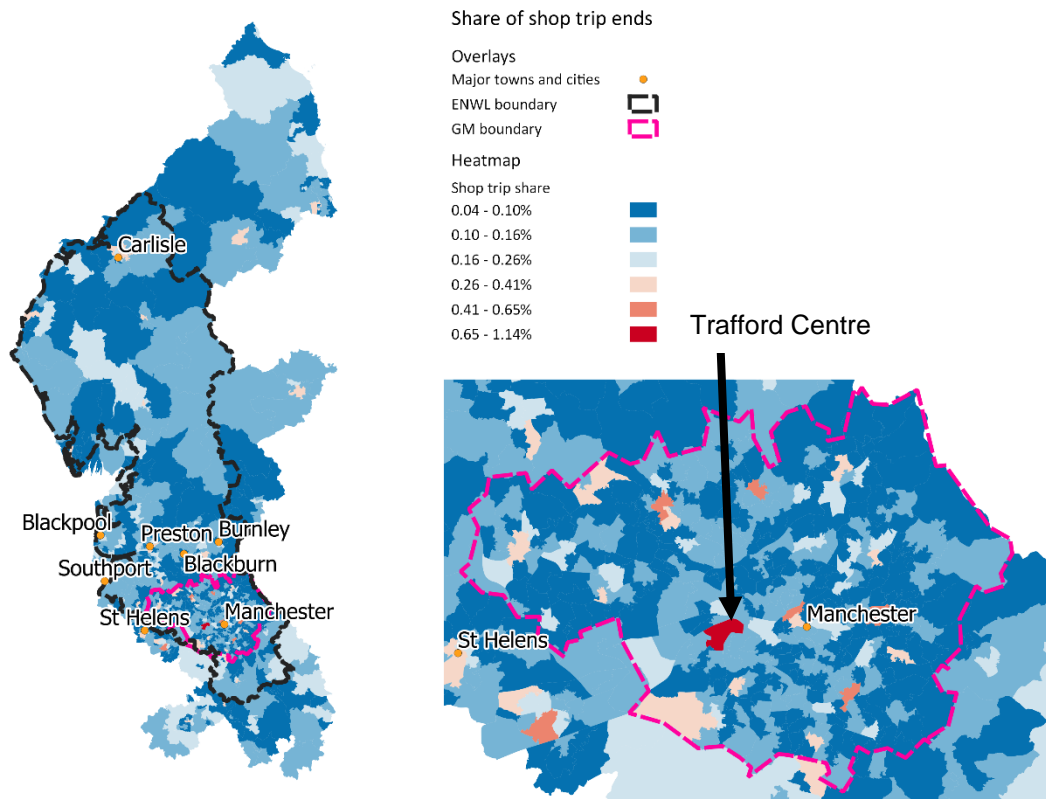 Share of shop trip ends
Overlays
Major towns and cities
ENWL boundary
GM boundary
Heatmap
Shop trip share
0.04 - 0.10%
0.10 - 0.16%
0.16 - 0.26%
0.26 - 0.41%
0.41 - 0.65%
0.65 - 1.14%
Trafford Centre
Carlisle
Blackpool
Preston
Burnley
Southport
Blackburn
St Helens
Manchester
Manchester
St Helens